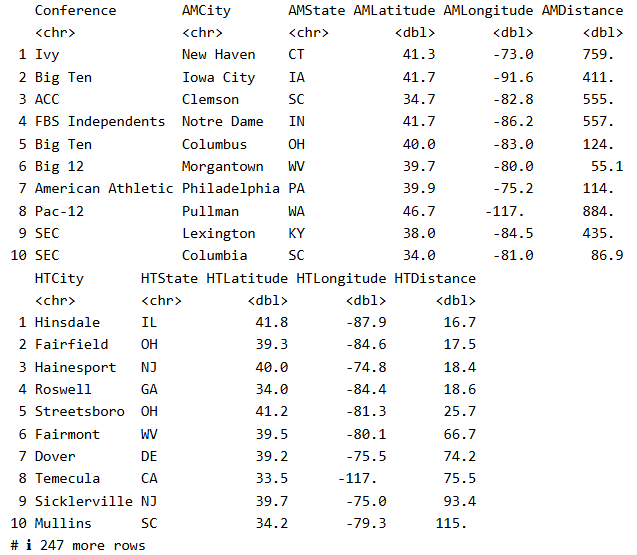 Conference        AMCity       AMState AMLatitude AMLongitude AMDistance
   <chr>             <chr>        <chr>        <dbl>       <dbl>      <dbl>
 1 Ivy               New Haven    CT            41.3       -73.0      759.
 2 Big Ten           Iowa City    IA            41.7       -91.6      411.
 3 ACC               Clemson      SC            34.7       -82.8      555.
 4 FBS Independents  Notre Dame   IN            41.7       -86.2      557.
 5 Big Ten           Columbus     OH            40.0       -83.0      124.
 6 Big 12            Morgantown   WV            39.7       -80.0       55.1
 7 American Athletic Philadelphia PA            39.9       -75.2      114.
 8 Pac-12            Pullman      WA            46.7      -117.       884.
 9 SEC               Lexington    KY            38.0       -84.5      435.
10 SEC               Columbia     SC            34.0       -81.0       86.9
   HTCity       HTState HTLatitude HTLongitude HTDistance
   <chr>        <chr>        <dbl>       <dbl>      <dbl>
 1 Hinsdale     IL            41.8       -87.9       16.7
 2 Fairfield    OH            39.3       -84.6       17.5
 3 Hainesport   NJ            40.0       -74.8       18.4
 4 Roswell      GA            34.0       -84.4       18.6
 5 Streetsboro  OH            41.2       -81.3       25.7
 6 Fairmont     WV            39.5       -80.1       66.7
 7 Dover        DE            39.2       -75.5       74.2
 8 Temecula     CA            33.5      -117.        75.5
 9 Sicklerville NJ            39.7       -75.0       93.4
10 Mullins      SC            34.2       -79.3      115.
# ℹ 247 more rows